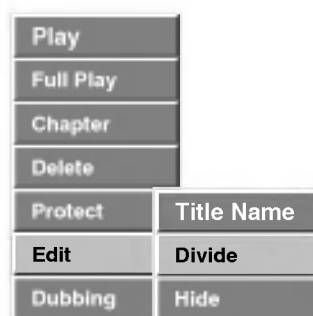 Play
Full Play
Chapter
Delete
Protect
Title Name
Edit
Divide
Dubbing
Hide